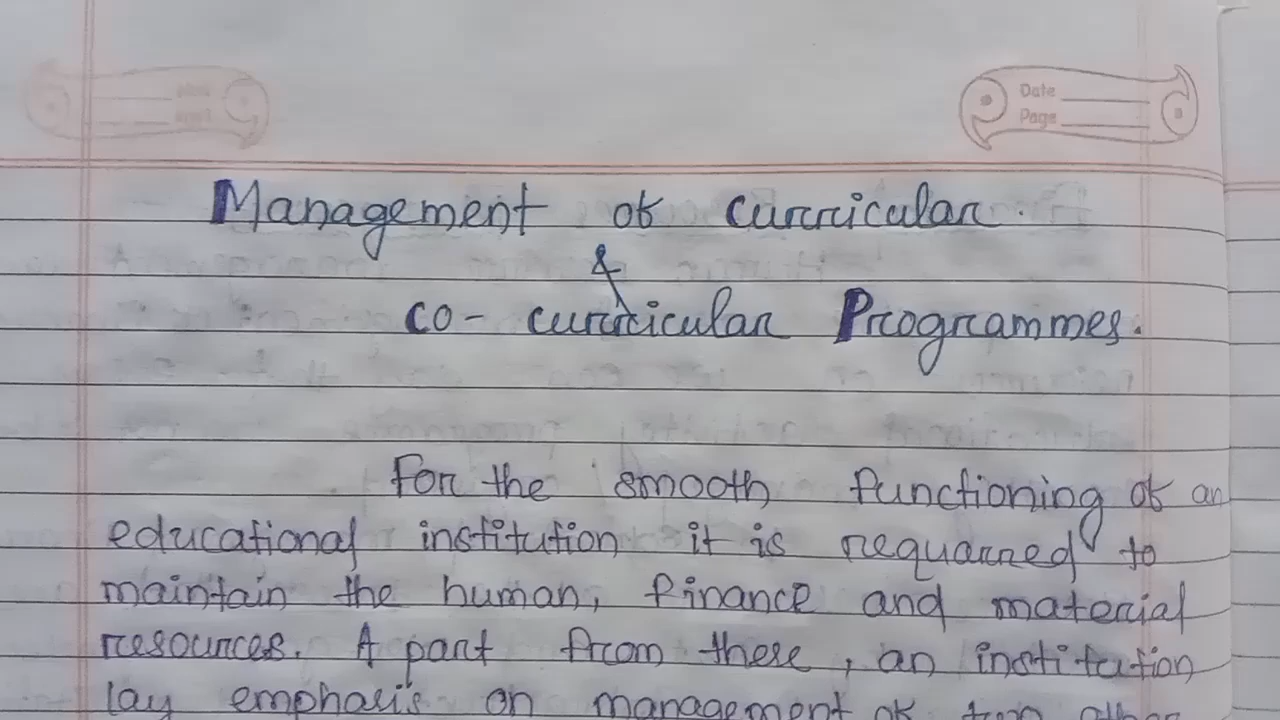 Date
Page
Management of curricular
&
co- curricular Programmes.
For the smooth functioning of an
educational institution it is requarred to
maintain the human, finance and material
resources. A part from these, an institution
lay emphasis on management of